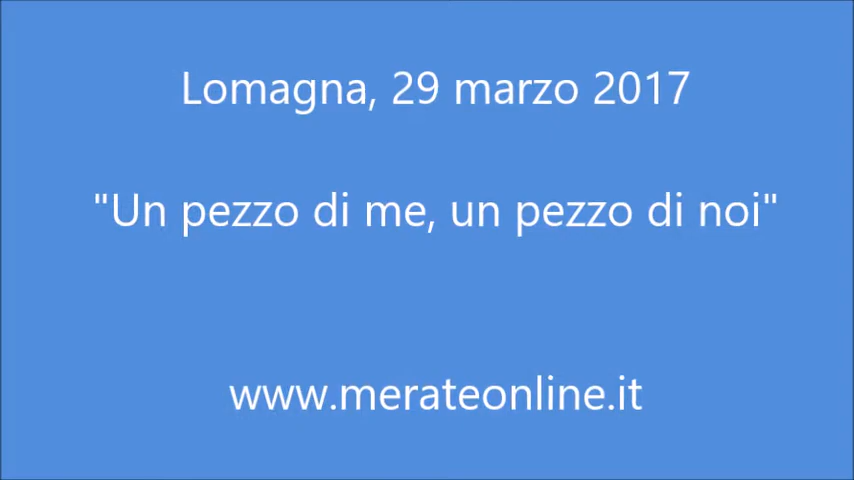 Lomagna, 29 marzo 2017
"Un pezzo di me, un pezzo di noi"
www.merateonline.it